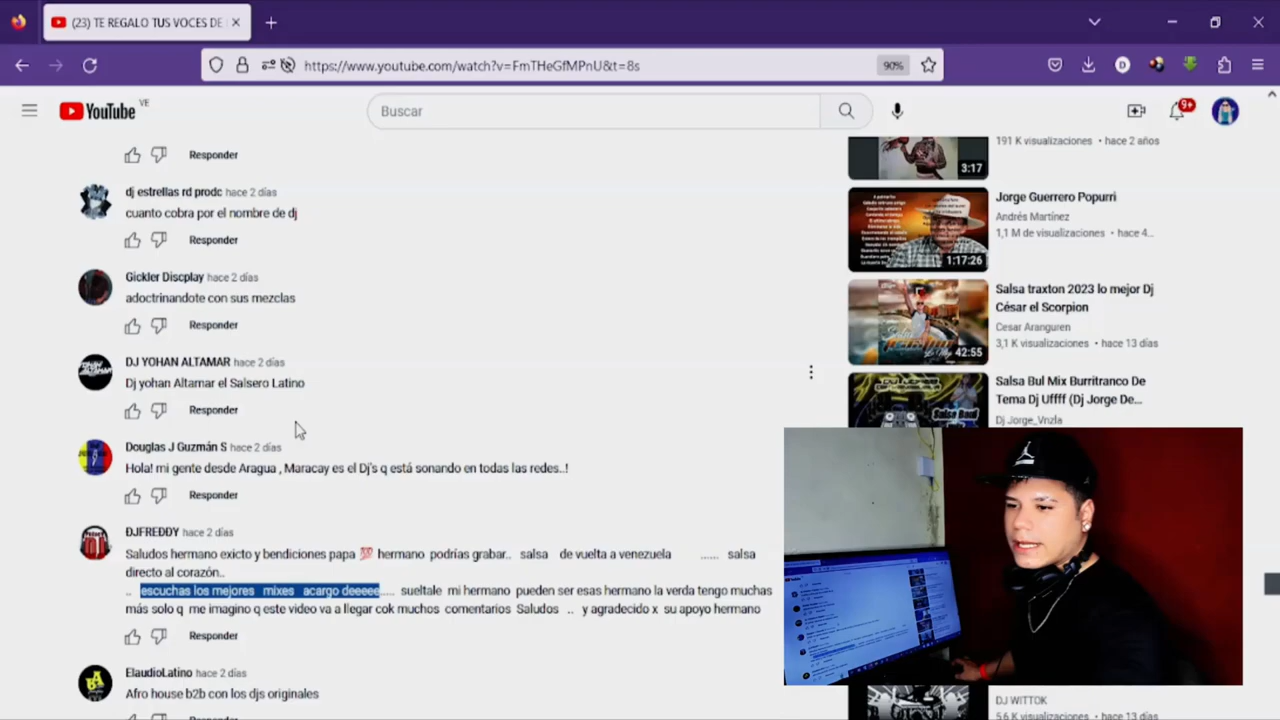 (23) TE REGALO TUS VOCES DE
https://www.youtube.com/watch?v=FmTHeGfMPnU&t=8s
90%
YouTube VE
Buscar
9+
Responder
dj estrellas rd prodc hace 2 días
cuanto cobra por el nombre de dj
Responder
Gickler Discplay hace 2 días
adoctrinandote con sus mezclas
Responder
DJ YOHAN ALTAMAR hace 2 días
Dj yohan Altamar el Salsero Latino
Responder
Douglas J Guzmán S hace 2 días
Hola! mi gente desde Aragua , Maracay es el Dj's q está sonando en todas las redes..!
Responder
DJFREDDY hace 2 días
Saludos hermano exicto y bendiciones papa 💯 hermano podrías grabar.. salsa de vuelta a venezuela ...... salsa
directo al corazón..
.. escuchas los mejores mixes acargo deeeee..... sueltale mi hermano pueden ser esas hermano la verda tengo muchas
más solo q me imagino q este video va a llegar cok muchos comentarios Saludos .. y agradecido x su apoyo hermano
Responder
ElaudioLatino hace 2 días
Afro house b2b con los djs originales
191 K visualizaciones • hace 2 años
3:17
Jorge Guerrero Popurri
Andrés Martínez
1,1 M de visualizaciones • hace 4...
1:17:26
Salsa traxton 2023 lo mejor Dj
César el Scorpion
Cesar Aranguren
3,1 K visualizaciones • hace 13 días
42:55
Salsa Bul Mix Burritranco De
Tema Dj Uffff (Dj Jorge De...
Dj Jorge_Vnzla
DJ WITTOK
5,6 K visualizaciones • hace 13 días